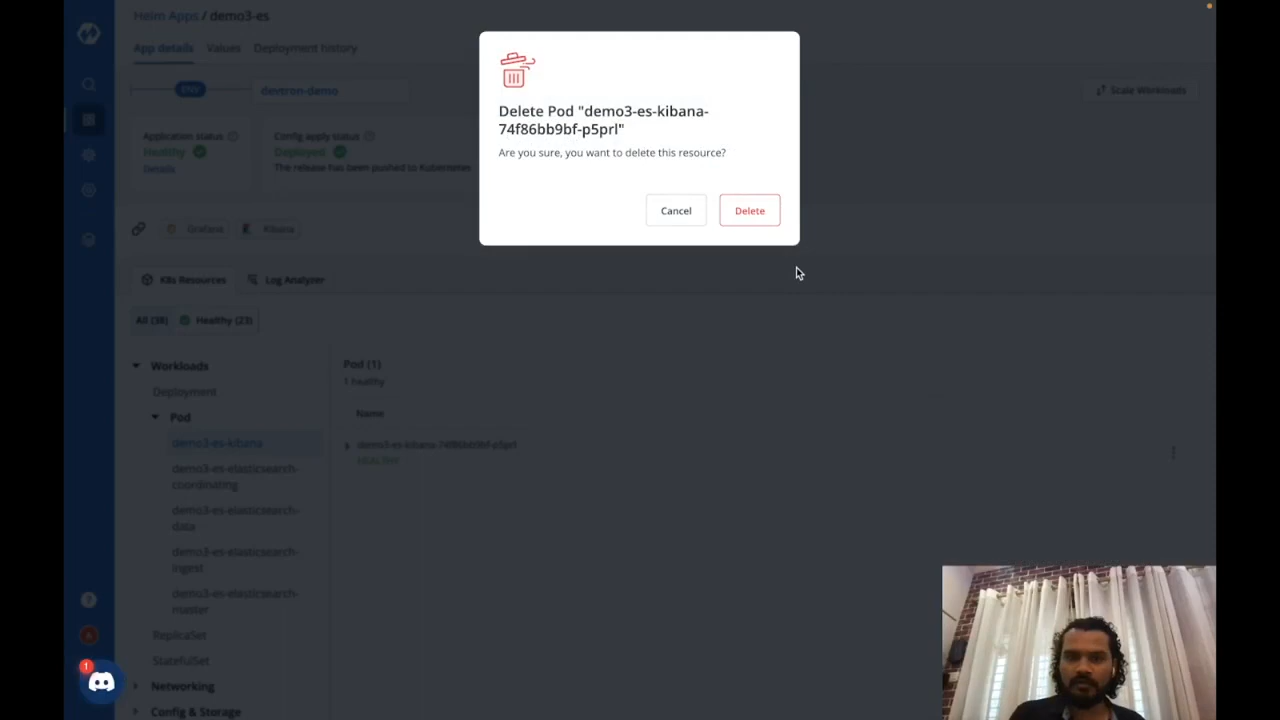 Helm Apps / demo3-es
App details Values Deployment history
ENV devtron-demo
Scale Workloads
Application status
Healthy
Details
Config apply status
Deployed
The release has been pushed to Kubernetes
Delete Pod "demo3-es-kibana-
74f86bb9bf-p5prl"
Are you sure, you want to delete this resource?
Cancel Delete
Grafana Kibana
K8s Resources Log Analyzer
All (38) Healthy (23)
Workloads
Deployment
Pod
demo3-es-kibana
demo3-es-elasticsearch-
coordinating
demo3-es-elasticsearch-
data
demo3-es-elasticsearch-
ingest
demo3-es-elasticsearch-
master
ReplicaSet
StatefulSet
Networking
Config & Storage
Pod (1)
1 healthy
Name
demo3-es-kibana-74f86bb9bf-p5prl
HEALTHY
?
A
1